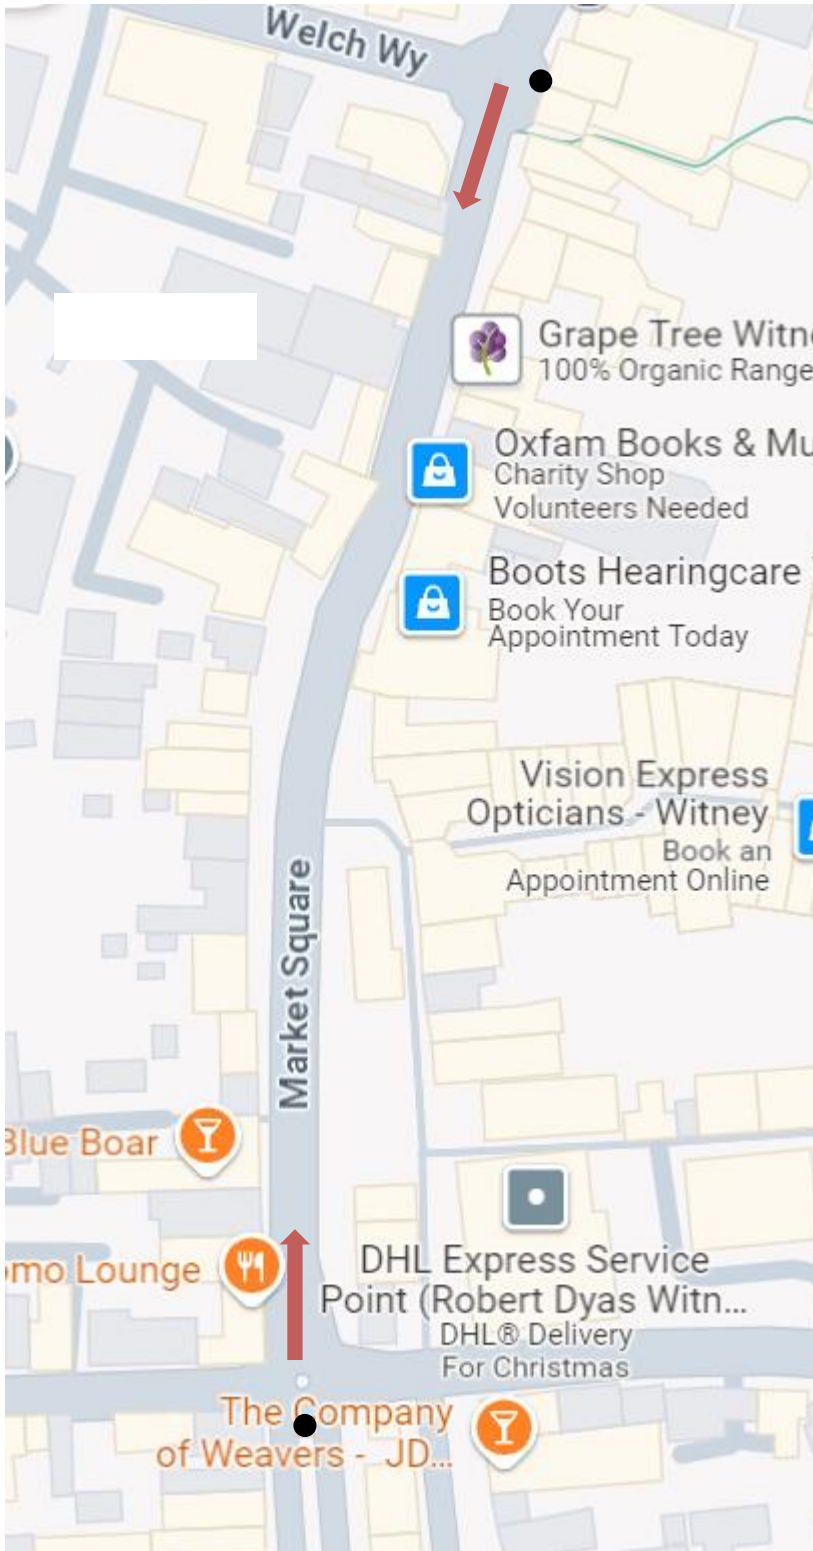 Welch Wy
Grape Tree Witn
100% Organic Range
Oxfam Books & Mu
Charity Shop
Volunteers Needed
Boots Hearingcare
Book Your
Appointment Today
Vision Express
Opticians - Witney
Book an
Appointment Online
Market Square
Blue Boar
omo Lounge
DHL Express Service
Point (Robert Dyas Witn...
DHL® Delivery
For Christmas
The Company
of Weavers - JD...